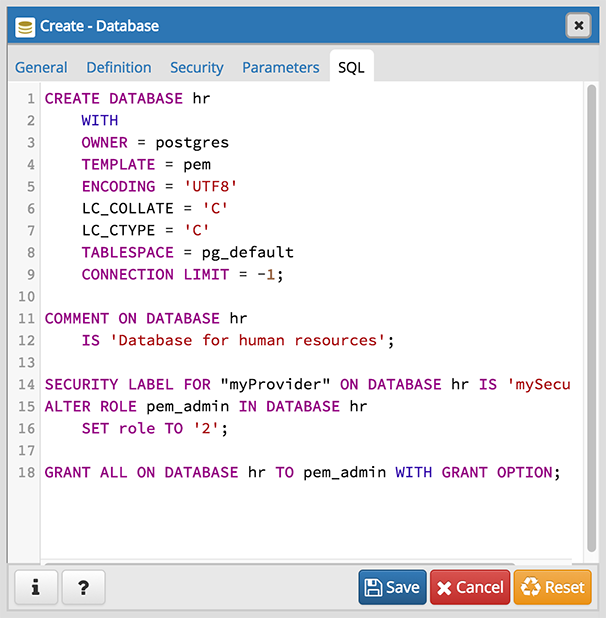 Create - Database
General Definition Security Parameters SQL
1 CREATE DATABASE hr
2 WITH
3 OWNER = postgres
4 TEMPLATE = pem
5 ENCODING = 'UTF8'
6 LC_COLLATE = 'C'
7 LC_CTYPE = 'C'
8 TABLESPACE = pg_default
9 CONNECTION LIMIT = -1;
10
11 COMMENT ON DATABASE hr
12 IS 'Database for human resources';
13
14 SECURITY LABEL FOR "myProvider" ON DATABASE hr IS 'mySecu
15 ALTER ROLE pem_admin IN DATABASE hr
16 SET role TO '2';
17
18 GRANT ALL ON DATABASE hr TO pem_admin WITH GRANT OPTION;
i ? Save Cancel Reset